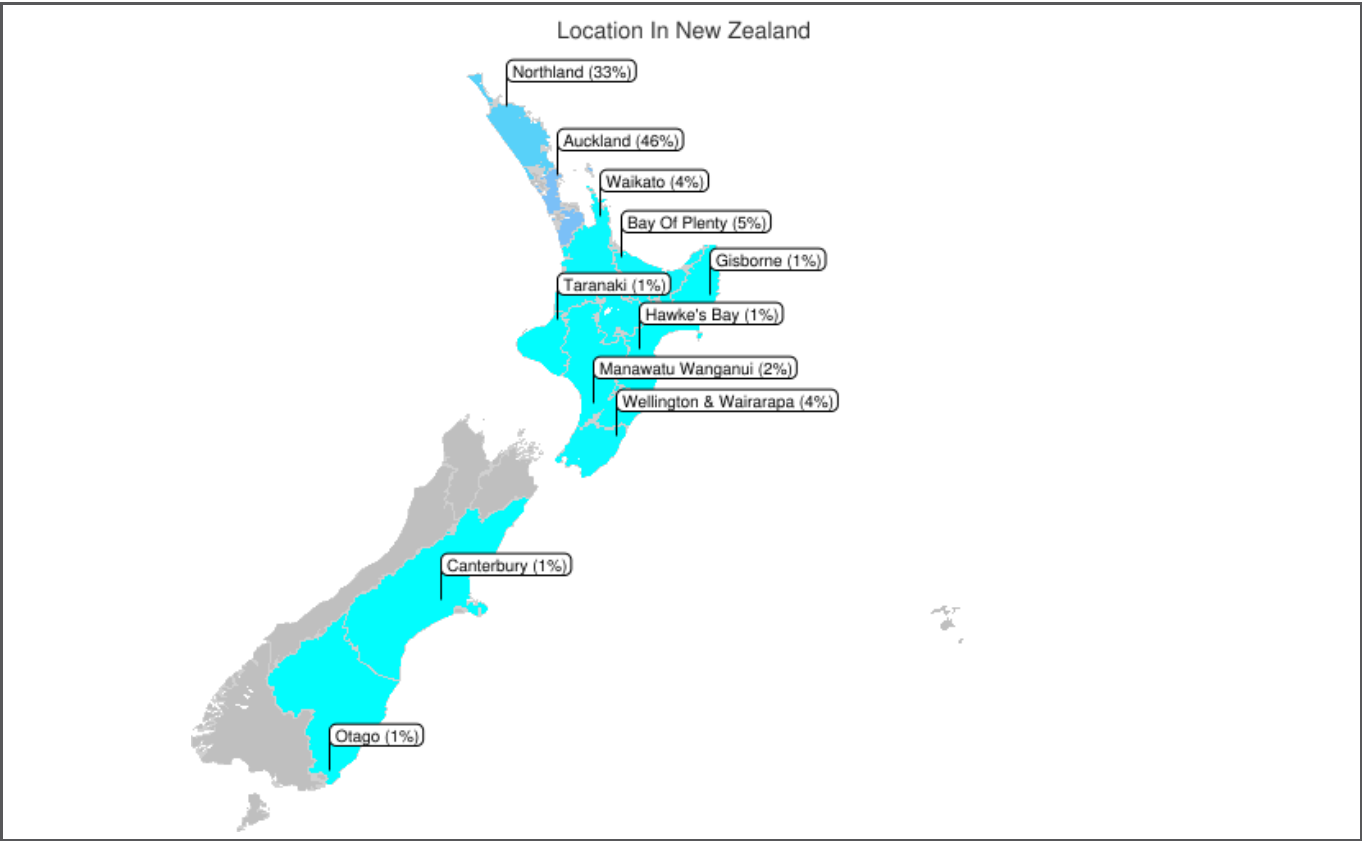 Location In New Zealand
Northland (33%)
Auckland (46%)
Waikato (4%)
Bay Of Plenty (5%)
Gisborne (1%)
Taranaki (1%)
Hawke's Bay (1%)
Manawatu Wanganui (2%)
Wellington & Wairarapa (4%)
Canterbury (1%)
Otago (1%)